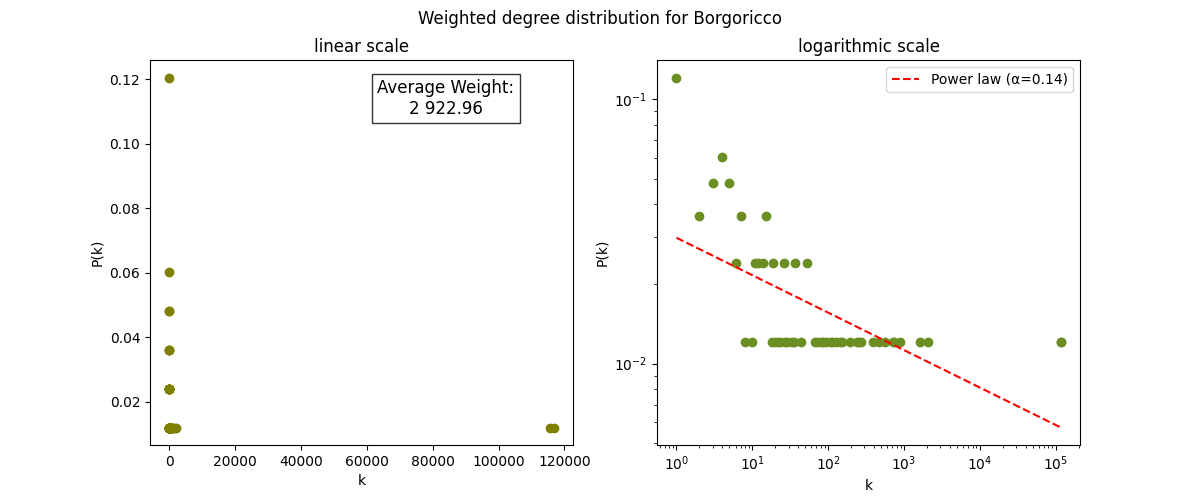 Weighted degree distribution for Borgoricco
linear scale
Average Weight:
2 922.96
P(k)
0.12
0.10
0.08
0.06
0.04
0.02
0
20000
40000
60000
80000
100000
120000
k
logarithmic scale
Power law (α=0.14)
P(k)
10⁻¹
10⁻²
10⁰
10¹
10²
10³
10⁴
10⁵
k